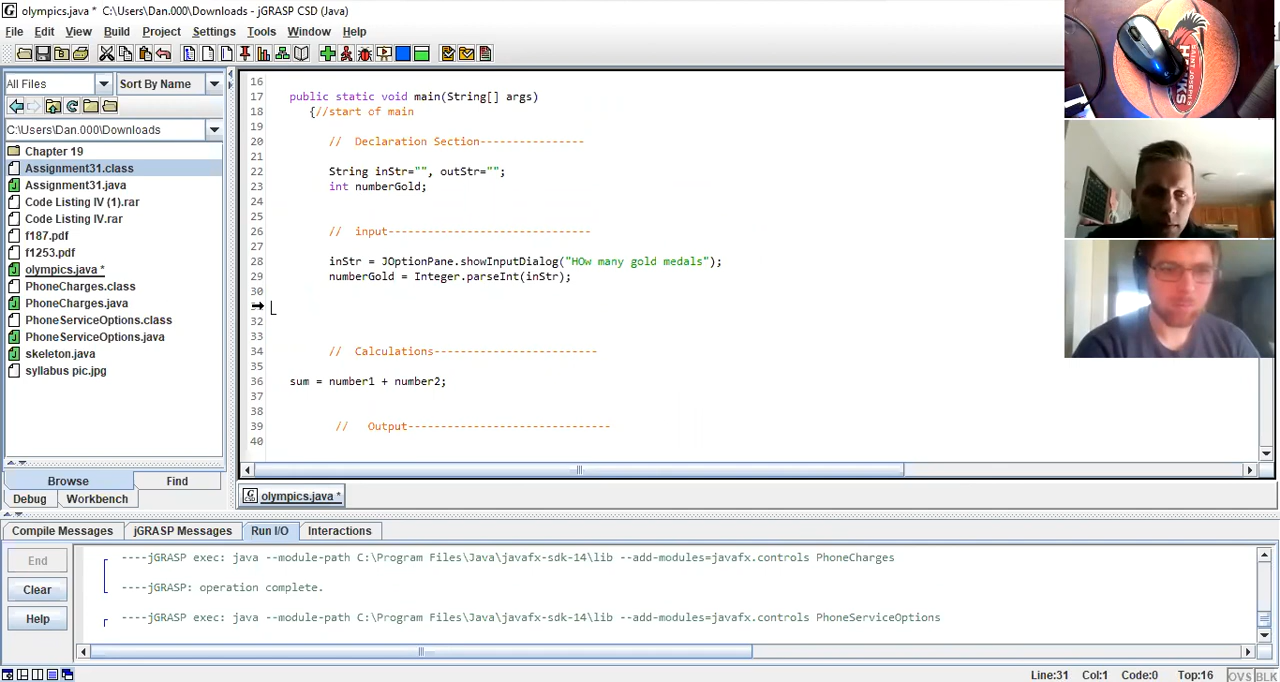 olympics.java * C:\Users\Dan.000\Downloads - jGRASP CSD (Java)
File Edit View Build Project Settings Tools Window Help
All Files Sort By Name
C:\Users\Dan.000\Downloads
Chapter 19
Assignment31.class
Assignment31.java
Code Listing IV (1).rar
Code Listing IV.rar
f187.pdf
f1253.pdf
olympics.java *
PhoneCharges.class
PhoneCharges.java
PhoneServiceOptions.class
PhoneServiceOptions.java
skeleton.java
syllabus pic.jpg
Browse Find
Debug Workbench
16
17 public static void main(String[] args)
18 {//start of main
19
20 // Declaration Section----------------
21
22 String inStr="", outStr="";
23 int numberGold;
24
25
26 // input-------------------------------
27
28 inStr = JOptionPane.showInputDialog("HOw many gold medals");
29 numberGold = Integer.parseInt(inStr);
30
32
33
34 // Calculations-------------------------
35
36 sum = number1 + number2;
37
38
39 // Output-------------------------------
40
olympics.java *
Compile Messages jGRASP Messages Run I/O Interactions
End
Clear
Help
----jGRASP exec: java --module-path C:\Program Files\Java\javafx-sdk-14\lib --add-modules=javafx.controls PhoneCharges
----jGRASP: operation complete.
----jGRASP exec: java --module-path C:\Program Files\Java\javafx-sdk-14\lib --add-modules=javafx.controls PhoneServiceOptions
Line:31 Col:1 Code:0 Top:16 OVS BLK
SAINT JOSEPH'S
HAWKS